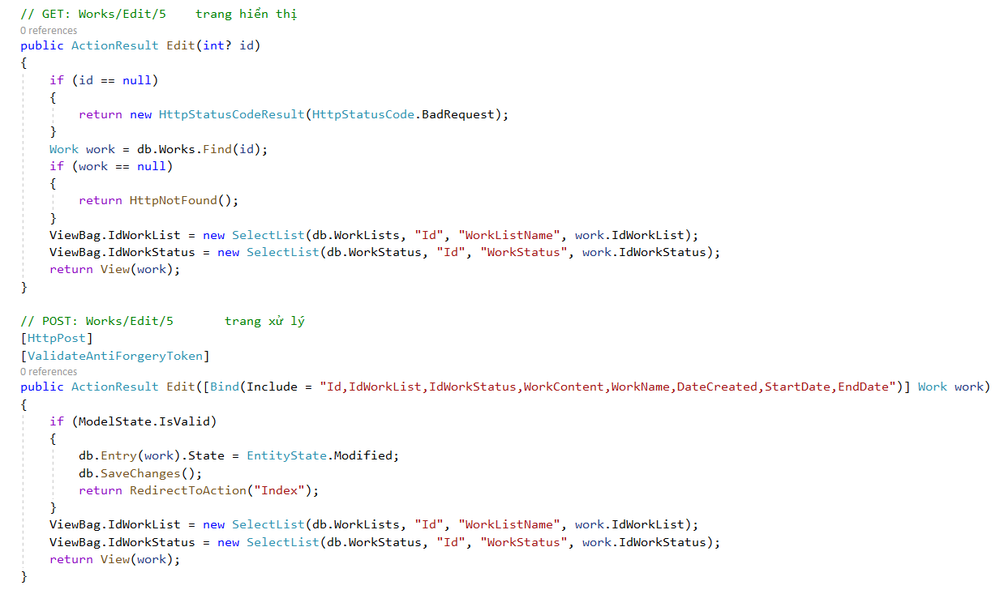 // GET: Works/Edit/5    trang hiển thị
0 references
public ActionResult Edit(int? id)
{
    if (id == null)
    {
        return new HttpStatusCodeResult(HttpStatusCode.BadRequest);
    }
    Work work = db.Works.Find(id);
    if (work == null)
    {
        return HttpNotFound();
    }
    ViewBag.IdWorkList = new SelectList(db.WorkLists, "Id", "WorkListName", work.IdWorkList);
    ViewBag.IdWorkStatus = new SelectList(db.WorkStatus, "Id", "WorkStatus", work.IdWorkStatus);
    return View(work);
}

// POST: Works/Edit/5       trang xử lý
[HttpPost]
[ValidateAntiForgeryToken]
0 references
public ActionResult Edit([Bind(Include = "Id,IdWorkList,IdWorkStatus,WorkContent,WorkName,DateCreated,StartDate,EndDate")] Work work)
{
    if (ModelState.IsValid)
    {
        db.Entry(work).State = EntityState.Modified;
        db.SaveChanges();
        return RedirectToAction("Index");
    }
    ViewBag.IdWorkList = new SelectList(db.WorkLists, "Id", "WorkListName", work.IdWorkList);
    ViewBag.IdWorkStatus = new SelectList(db.WorkStatus, "Id", "WorkStatus", work.IdWorkStatus);
    return View(work);
}